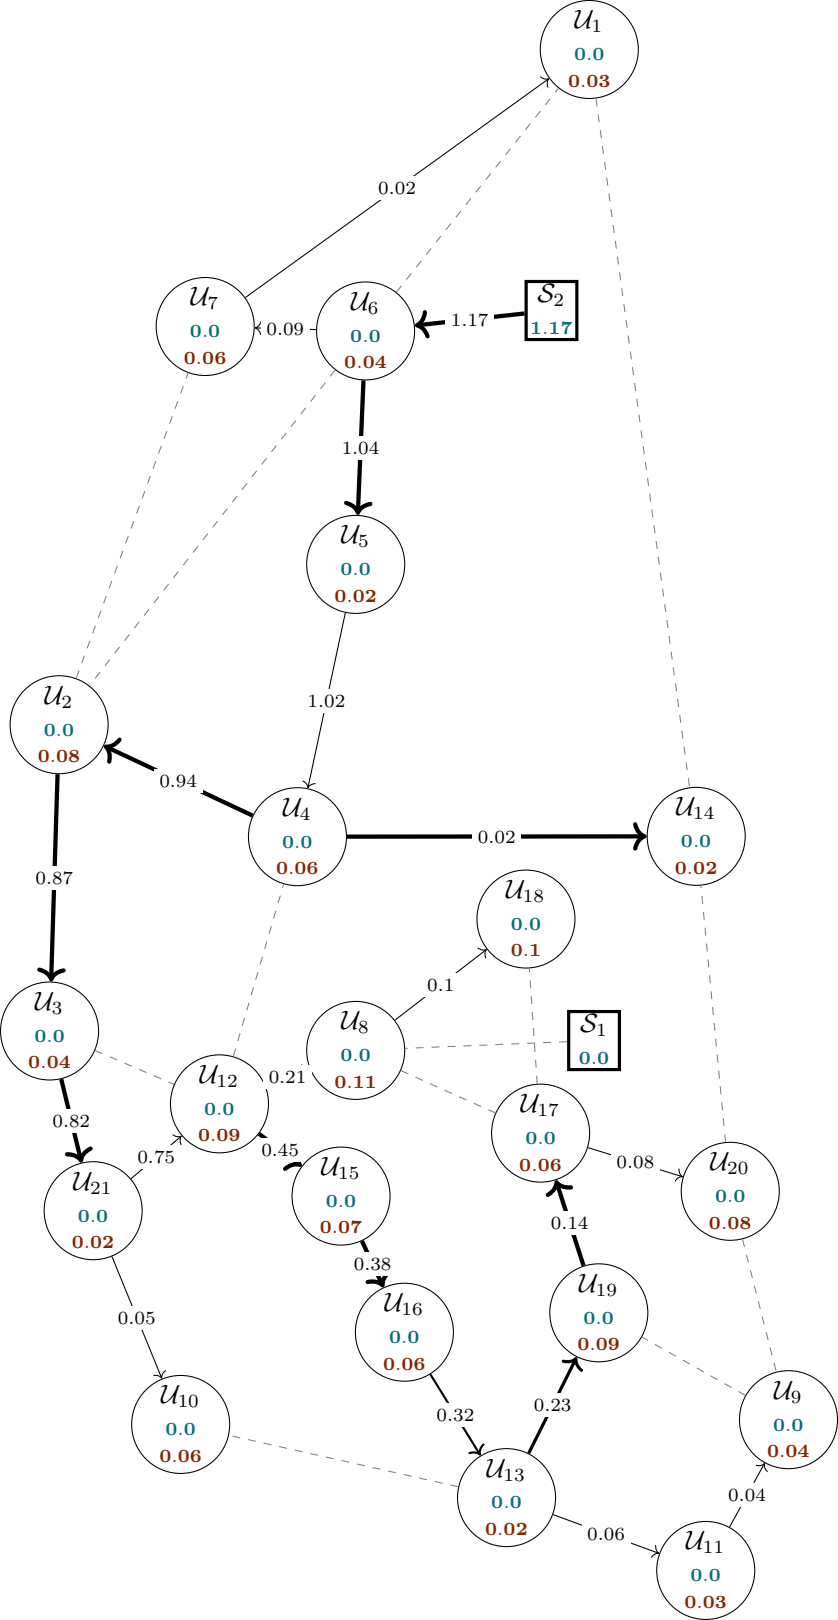 𝒰₁
0.0
0.03
0.02
𝒰₇
0.0
0.06
0.09
𝒰₆
0.0
0.04
1.17
𝒮₂
1.17
1.04
𝒰₅
0.0
0.02
1.02
𝒰₂
0.0
0.08
0.94
𝒰₄
0.0
0.06
0.02
𝒰₁₄
0.0
0.02
0.87
𝒰₁₈
0.0
0.1
0.1
𝒰₃
0.0
0.04
𝒰₈
0.0
0.11
𝒮₁
0.0
𝒰₁₂
0.0
0.09
0.21
0.82
0.75
0.45
𝒰₁₇
0.0
0.06
0.08
𝒰₂₀
0.0
0.08
𝒰₂₁
0.0
0.02
𝒰₁₅
0.0
0.07
0.14
0.38
0.05
𝒰₁₆
0.0
0.06
𝒰₁₉
0.0
0.09
𝒰₁₀
0.0
0.06
0.32
0.23
𝒰₉
0.0
0.04
𝒰₁₃
0.0
0.02
0.04
0.06
𝒰₁₁
0.0
0.03